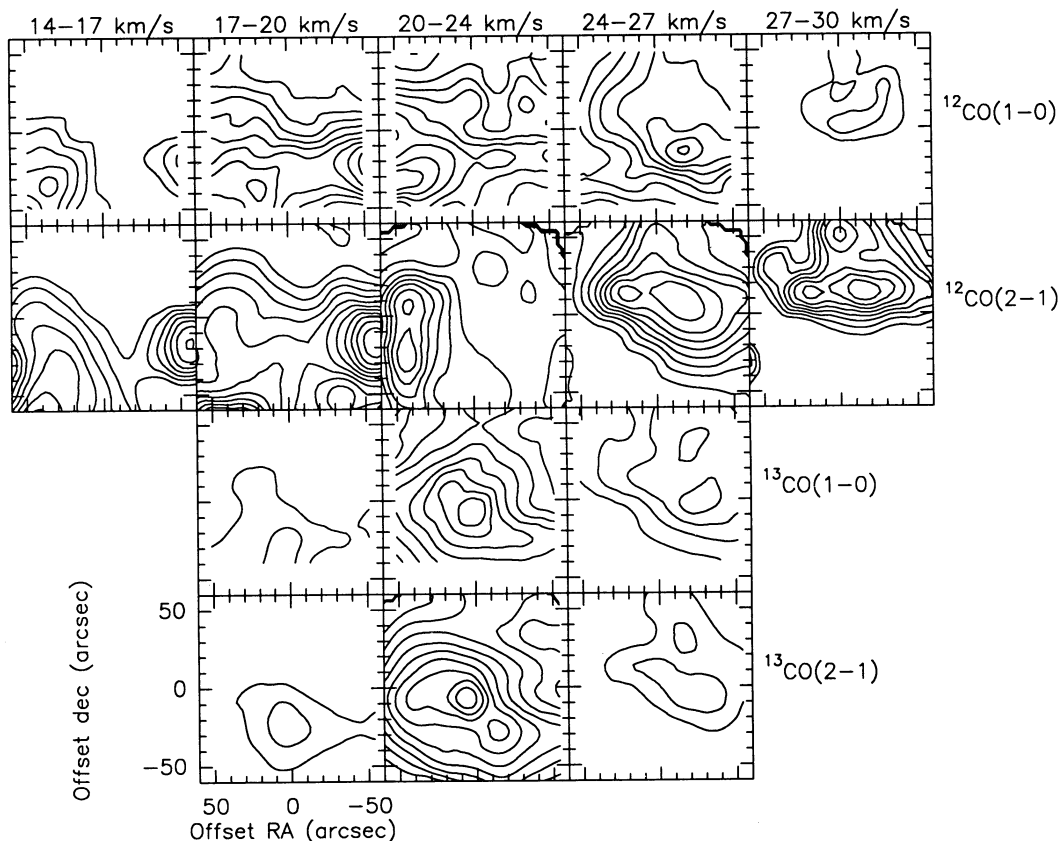 14−17 km/s 17−20 km/s 20−24 km/s 24−27 km/s 27−30 km/s
¹²CO(1−0)
¹²CO(2−1)
¹³CO(1−0)
¹³CO(2−1)
50
0
−50
Offset dec (arcsec)
50 0 −50
Offset RA (arcsec)